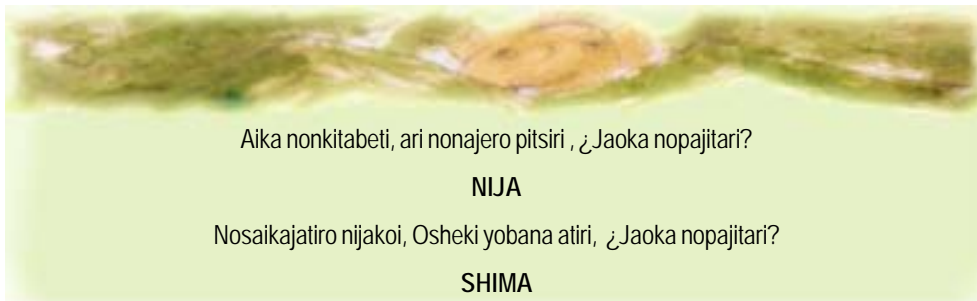 Aika nonkitabeti, ari nonajero pitsiri , ¿Jaoka nopajitari?
NIJA
Nosaikajatiro nijakoi, Osheki yobana atiri, ¿Jaoka nopajitari?
SHIMA